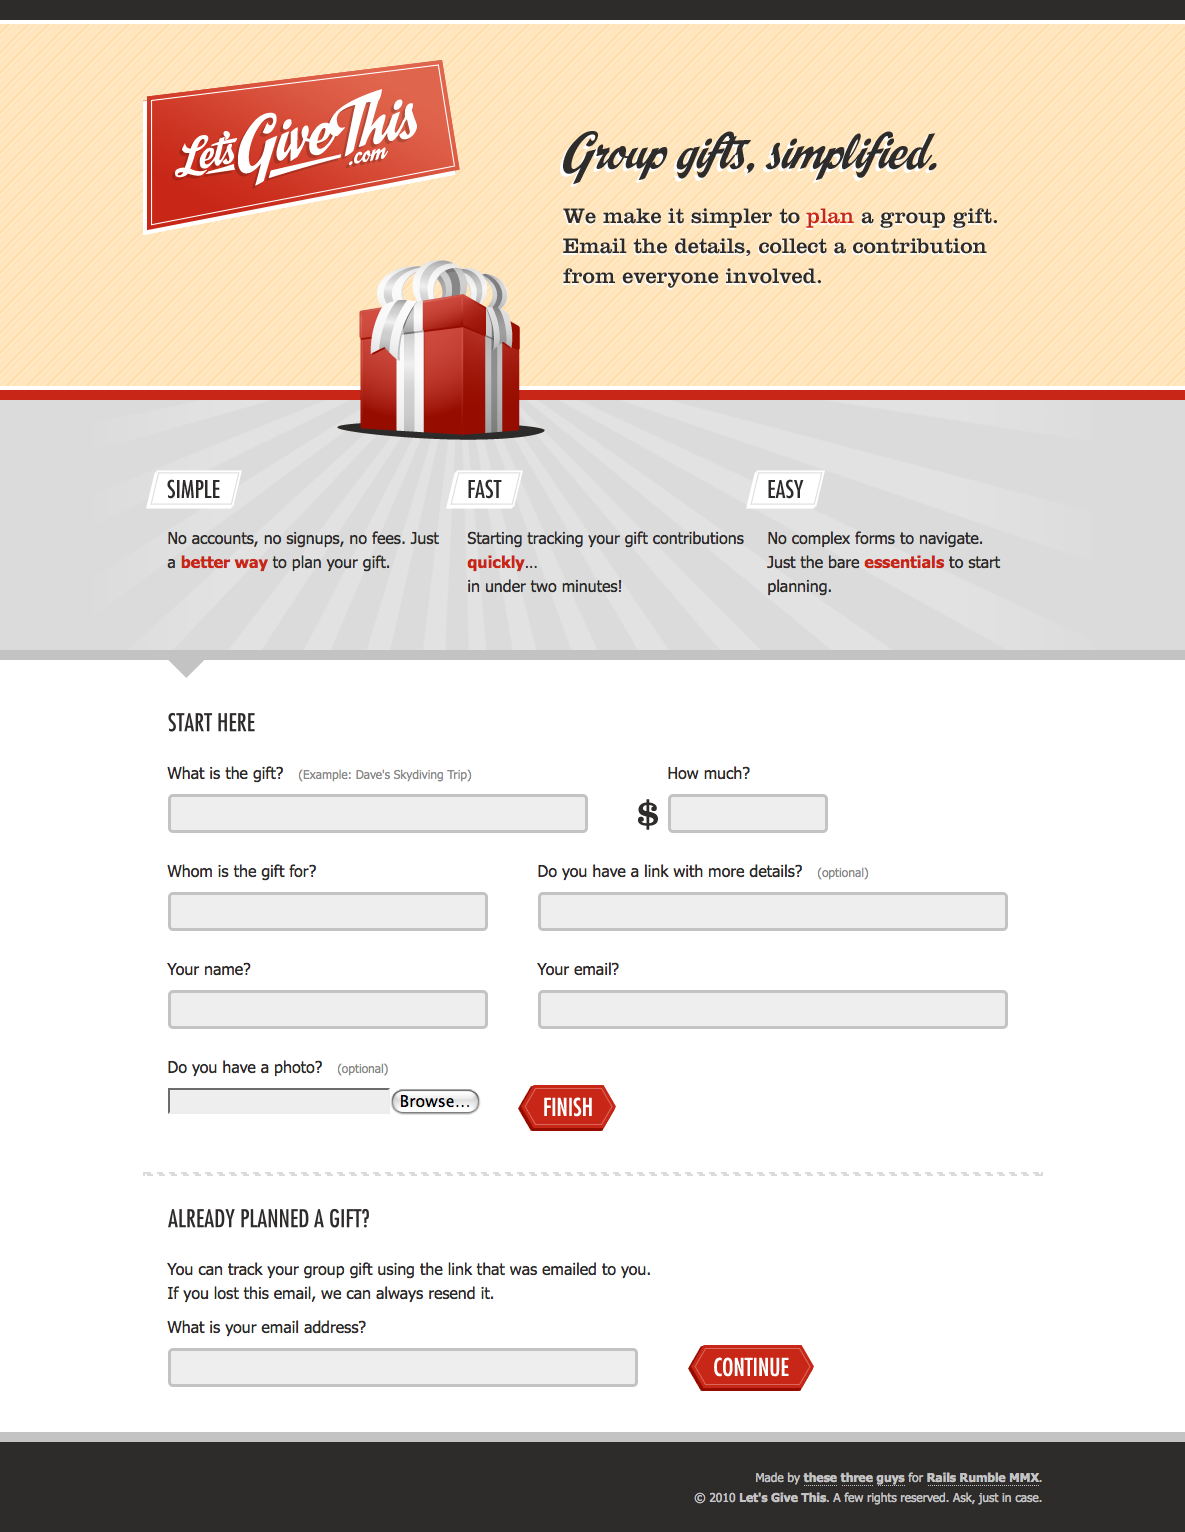 Let's Give This
.com
Group gifts, simplified.
We make it simpler to plan a group gift.
Email the details, collect a contribution
from everyone involved.
SIMPLE
No accounts, no signups, no fees. Just
a better way to plan your gift.
FAST
Starting tracking your gift contributions
quickly...
in under two minutes!
EASY
No complex forms to navigate.
Just the bare essentials to start
planning.
START HERE
What is the gift? (Example: Dave's Skydiving Trip)
How much?
$
Whom is the gift for?
Do you have a link with more details? (optional)
Your name?
Your email?
Do you have a photo? (optional)
Browse...
FINISH
ALREADY PLANNED A GIFT?
You can track your group gift using the link that was emailed to you.
If you lost this email, we can always resend it.
What is your email address?
CONTINUE
Made by these three guys for Rails Rumble MMX.
© 2010 Let's Give This. A few rights reserved. Ask, just in case.